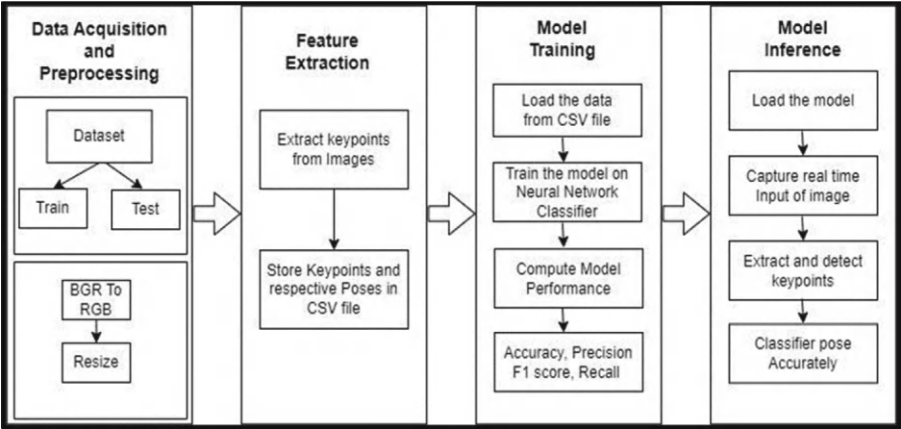 Data Acquisition
and
Preprocessing
Dataset
Train
Test
BGR To
RGB
Resize
Feature
Extraction
Extract keypoints
from Images
Store Keypoints and
respective Poses in
CSV file
Model
Training
Load the data
from CSV file
Train the model on
Neural Network
Classifier
Compute Model
Performance
Accuracy, Precision
F1 score, Recall
Model
Inference
Load the model
Capture real time
Input of image
Extract and detect
keypoints
Classifier pose
Accurately